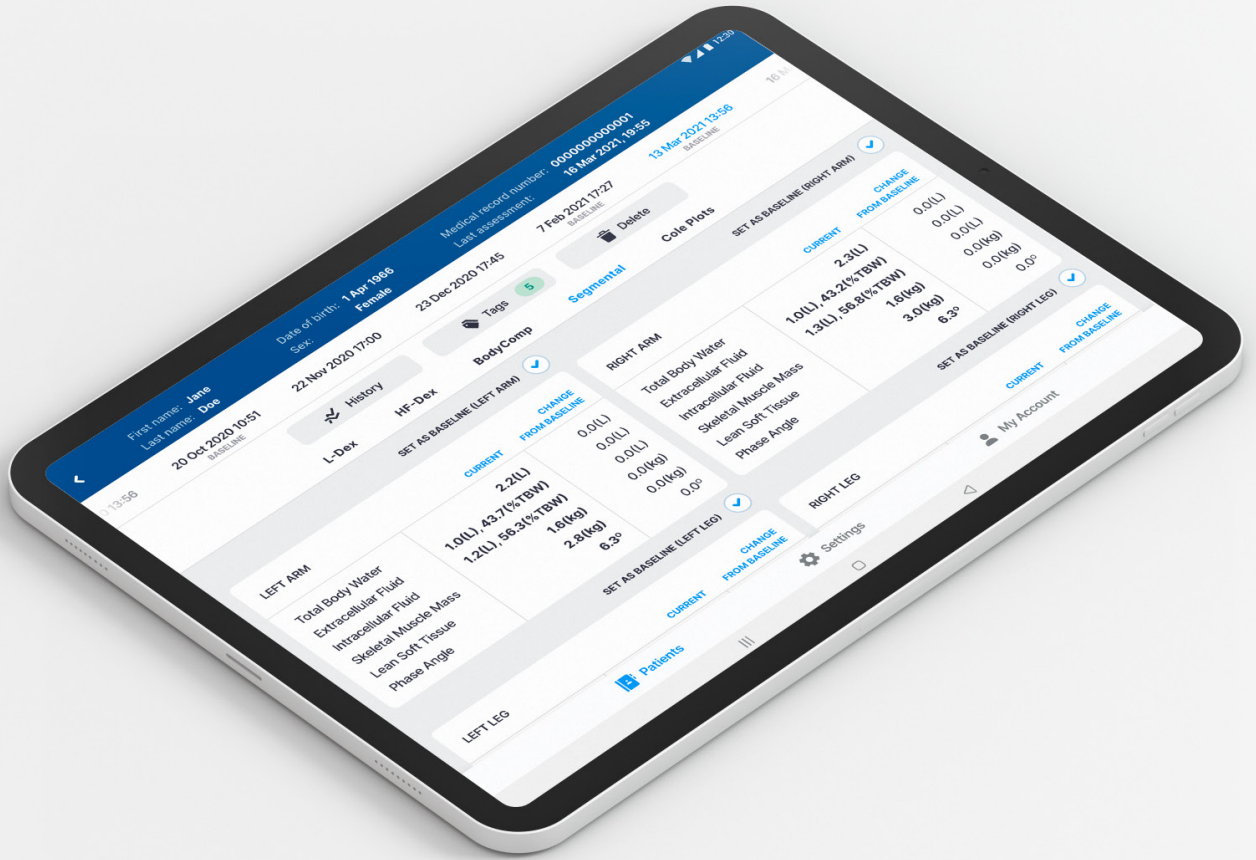 12:30
First name: Jane
Last name: Doe
Date of birth: 1 Apr 1966
Sex: Female
Medical record number: 0000000000001
Last assessment: 16 Mar 2021, 19:55
13:56
20 Oct 2020 10:51
BASELINE
22 Nov 2020 17:00
23 Dec 2020 17:45
7 Feb 2021 17:27
BASELINE
13 Mar 2021 13:56
BASELINE
16
History
Tags 5
Delete
L-Dex
HF-Dex
BodyComp
Segmental
Cole Plots
SET AS BASELINE (LEFT ARM)
LEFT ARM
CURRENT
CHANGE
FROM BASELINE
Total Body Water 2.2(L) 0.0(L)
Extracellular Fluid 1.0(L), 43.7(%TBW) 0.0(L)
Intracellular Fluid 1.2(L), 56.3(%TBW) 0.0(L)
Skeletal Muscle Mass 1.6(kg) 0.0(kg)
Lean Soft Tissue 2.8(kg) 0.0(kg)
Phase Angle 6.3° 0.0°
SET AS BASELINE (RIGHT ARM)
RIGHT ARM
CURRENT
CHANGE
FROM BASELINE
Total Body Water 2.3(L) 0.0(L)
Extracellular Fluid 1.0(L), 43.2(%TBW) 0.0(L)
Intracellular Fluid 1.3(L), 56.8(%TBW) 0.0(L)
Skeletal Muscle Mass 1.6(kg) 0.0(kg)
Lean Soft Tissue 3.0(kg) 0.0(kg)
Phase Angle 6.3° 0.0°
SET AS BASELINE (LEFT LEG)
LEFT LEG
CURRENT
CHANGE
FROM BASELINE
SET AS BASELINE (RIGHT LEG)
RIGHT LEG
CURRENT
CHANGE
FROM BASELINE
Patients
Settings
My Account